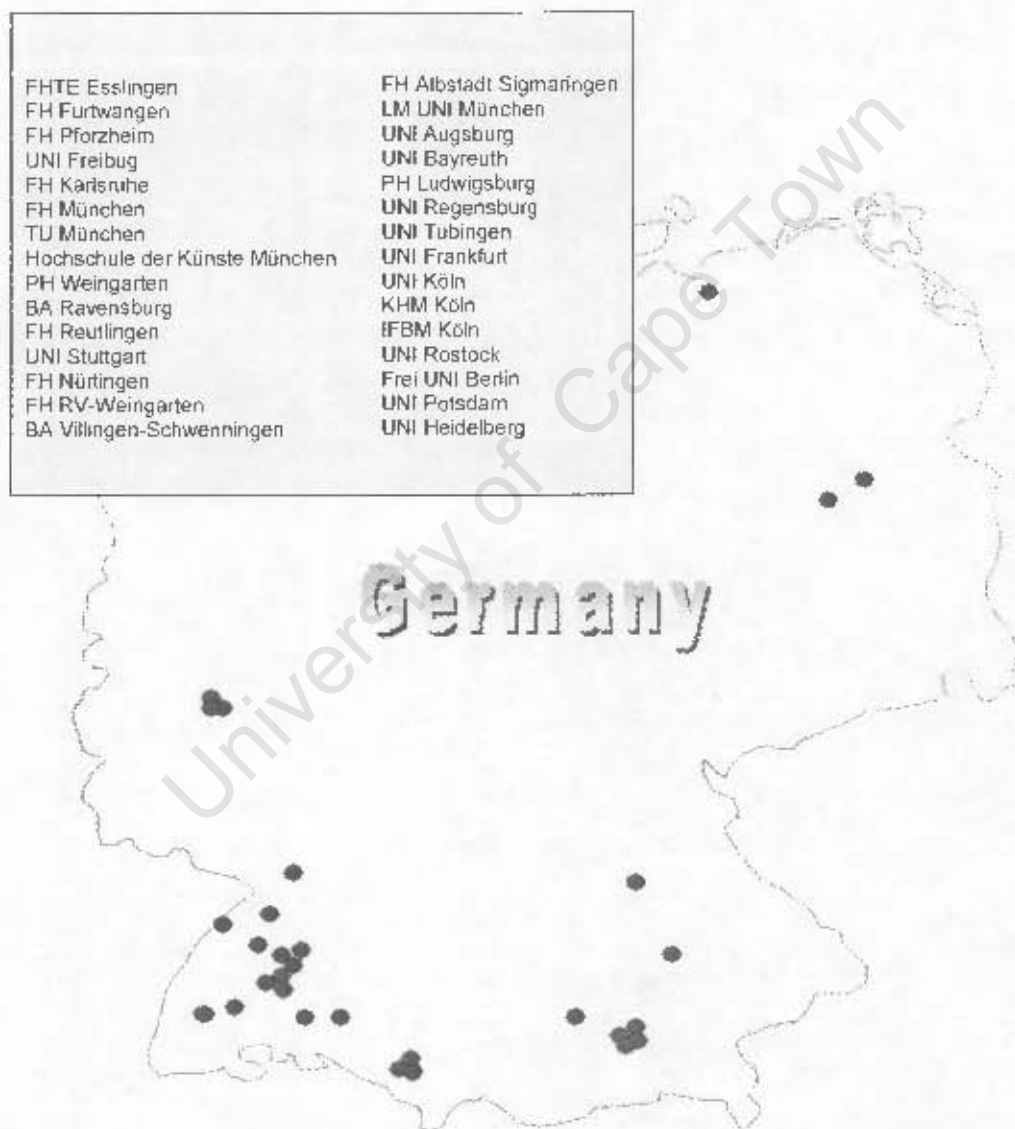 FHTE Esslingen
FH Furtwangen
FH Pforzheim
UNI Freibug
FH Karlsruhe
FH München
TU München
Hochschule der Künste München
PH Weingarten
BA Ravensburg
FH Reutlingen
UNI Stuttgart
FH Nürtingen
FH RV-Weingarten
BA Villingen-Schwenningen
FH Albstadt Sigmaringen
LM UNI München
UNI Augsburg
UNI Bayreuth
PH Ludwigsburg
UNI Regensburg
UNI Tubingen
UNI Frankfurt
UNI Köln
KHM Köln
IFBM Köln
UNI Rostock
Frei UNI Berlin
UNI Potsdam
UNI Heidelberg
Germany
University of Cape Town